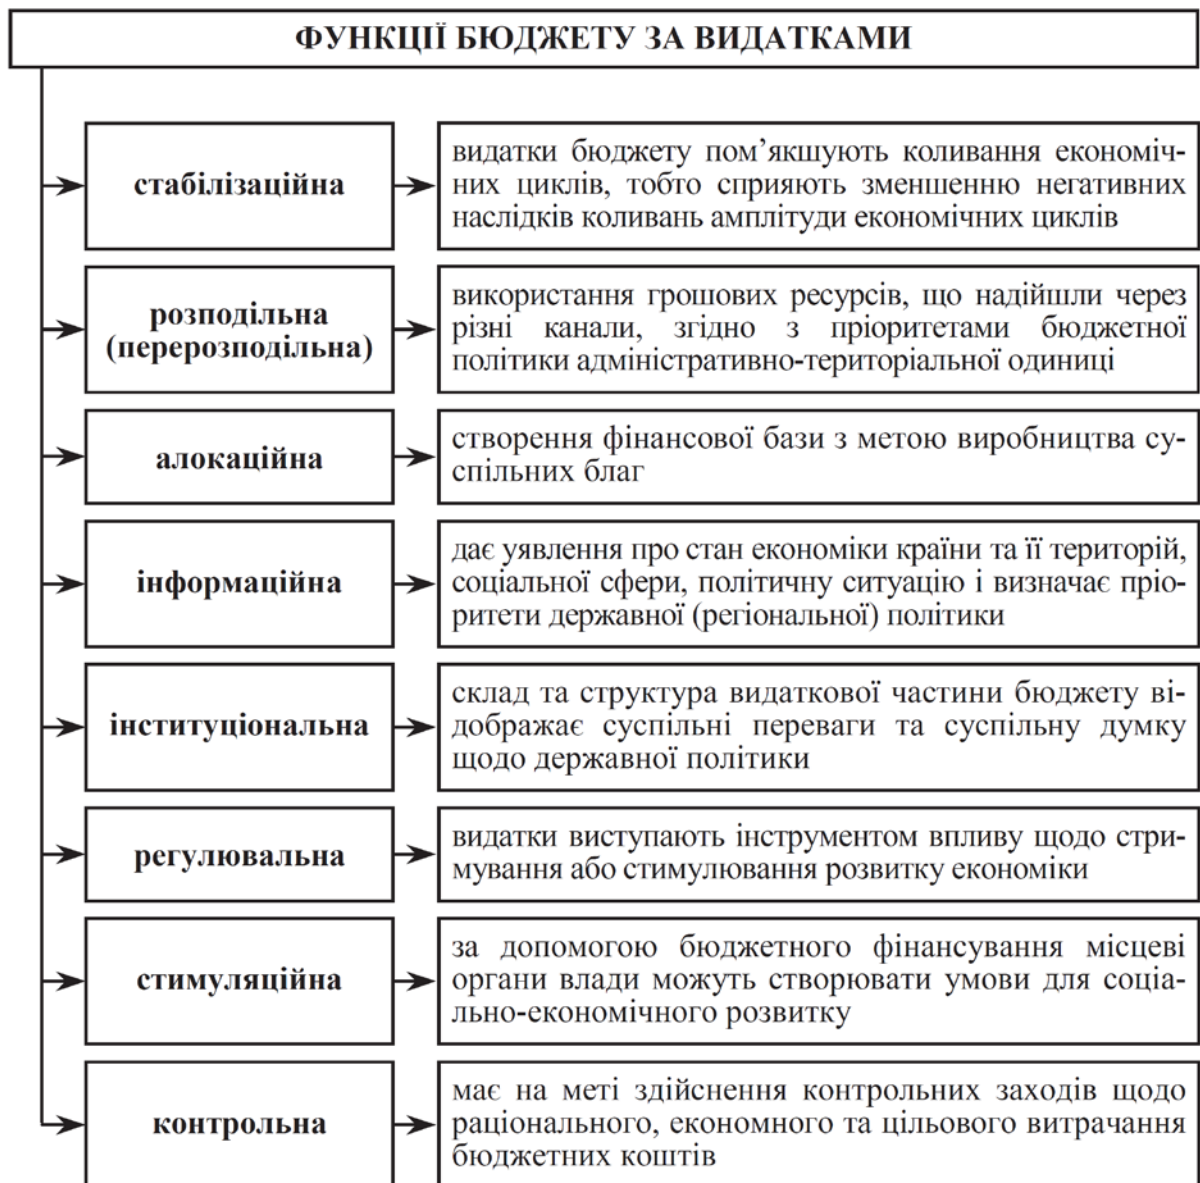 ФУНКЦІЇ БЮДЖЕТУ ЗА ВИДАТКАМИ
стабілізаційна
видатки бюджету пом’якшують коливання економіч-
них циклів, тобто сприяють зменшенню негативних
наслідків коливань амплітуди економічних циклів
розподільна
(перерозподільна)
використання грошових ресурсів, що надійшли через
різні канали, згідно з пріоритетами бюджетної
політики адміністративно-територіальної одиниці
алокаційна
створення фінансової бази з метою виробництва су-
спільних благ
інформаційна
дає уявлення про стан економіки країни та її територій,
соціальної сфери, політичну ситуацію і визначає пріо-
ритети державної (регіональної) політики
інституціональна
склад та структура видаткової частини бюджету ві-
дображає суспільні переваги та суспільну думку
щодо державної політики
регулювальна
видатки виступають інструментом впливу щодо стри-
мування або стимулювання розвитку економіки
стимуляційна
за допомогою бюджетного фінансування місцеві
органи влади можуть створювати умови для соціа-
льно-економічного розвитку
контрольна
має на меті здійснення контрольних заходів щодо
раціонального, економного та цільового витрачання
бюджетних коштів